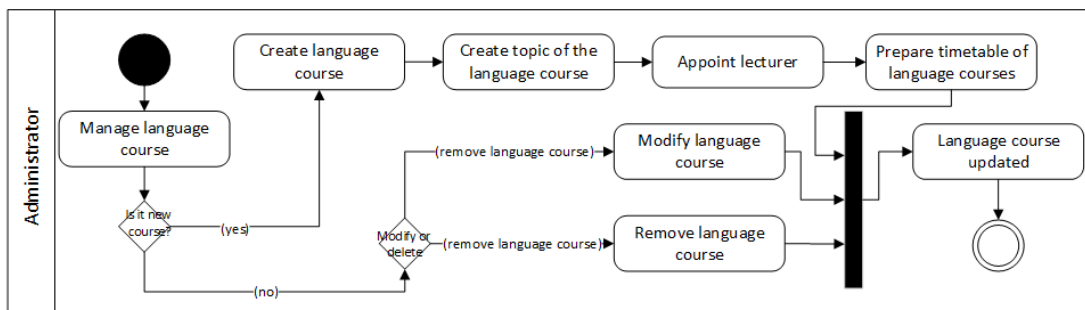 Administrator
Create language
course
Create topic of the
language course
Appoint lecturer
Prepare timetable of
language courses
Manage language
course
(remove language course)
Modify language
course
Language course
updated
Is it new
course?
(yes)
Modify or
delete
(remove language course)
Remove language
course
(no)